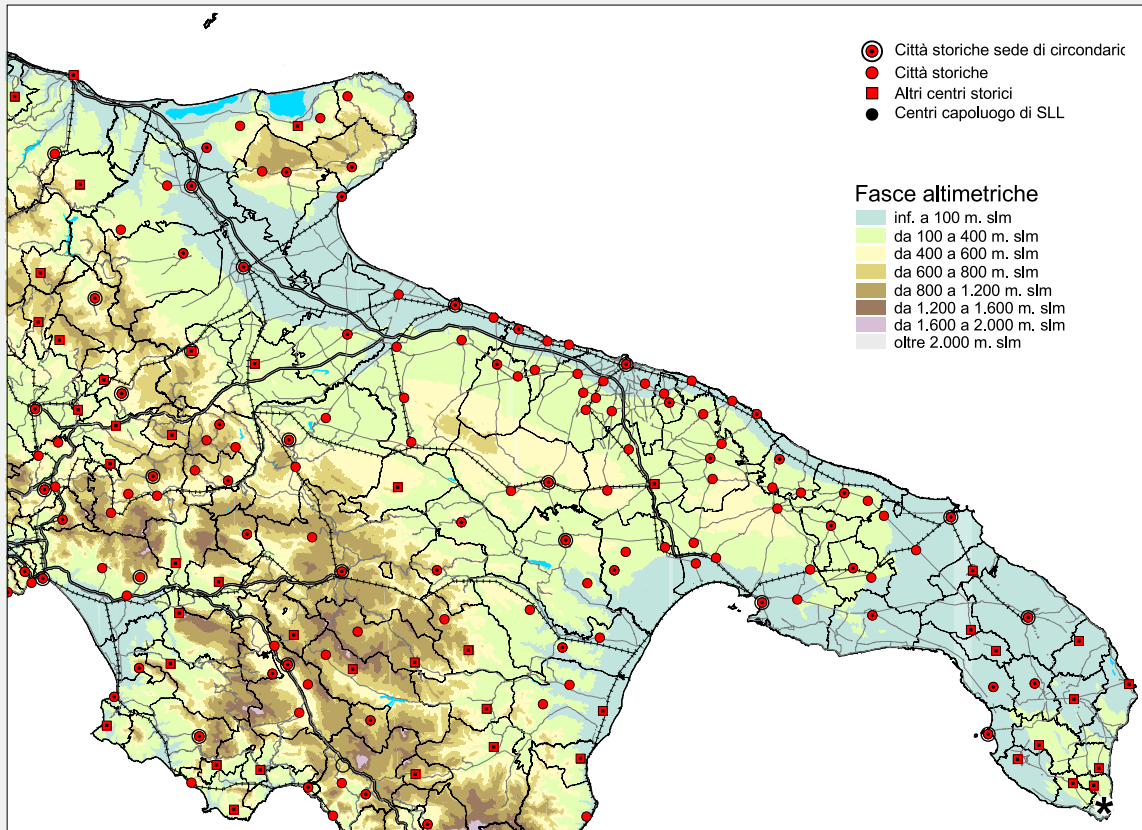 Città storiche sede di circondaric
Città storiche
Altri centri storici
Centri capoluogo di SLL
Fasce altimetriche
inf. a 100 m. slm
da 100 a 400 m. slm
da 400 a 600 m. slm
da 600 a 800 m. slm
da 800 a 1.200 m. slm
da 1.200 a 1.600 m. slm
da 1.600 a 2.000 m. slm
oltre 2.000 m. slm
*